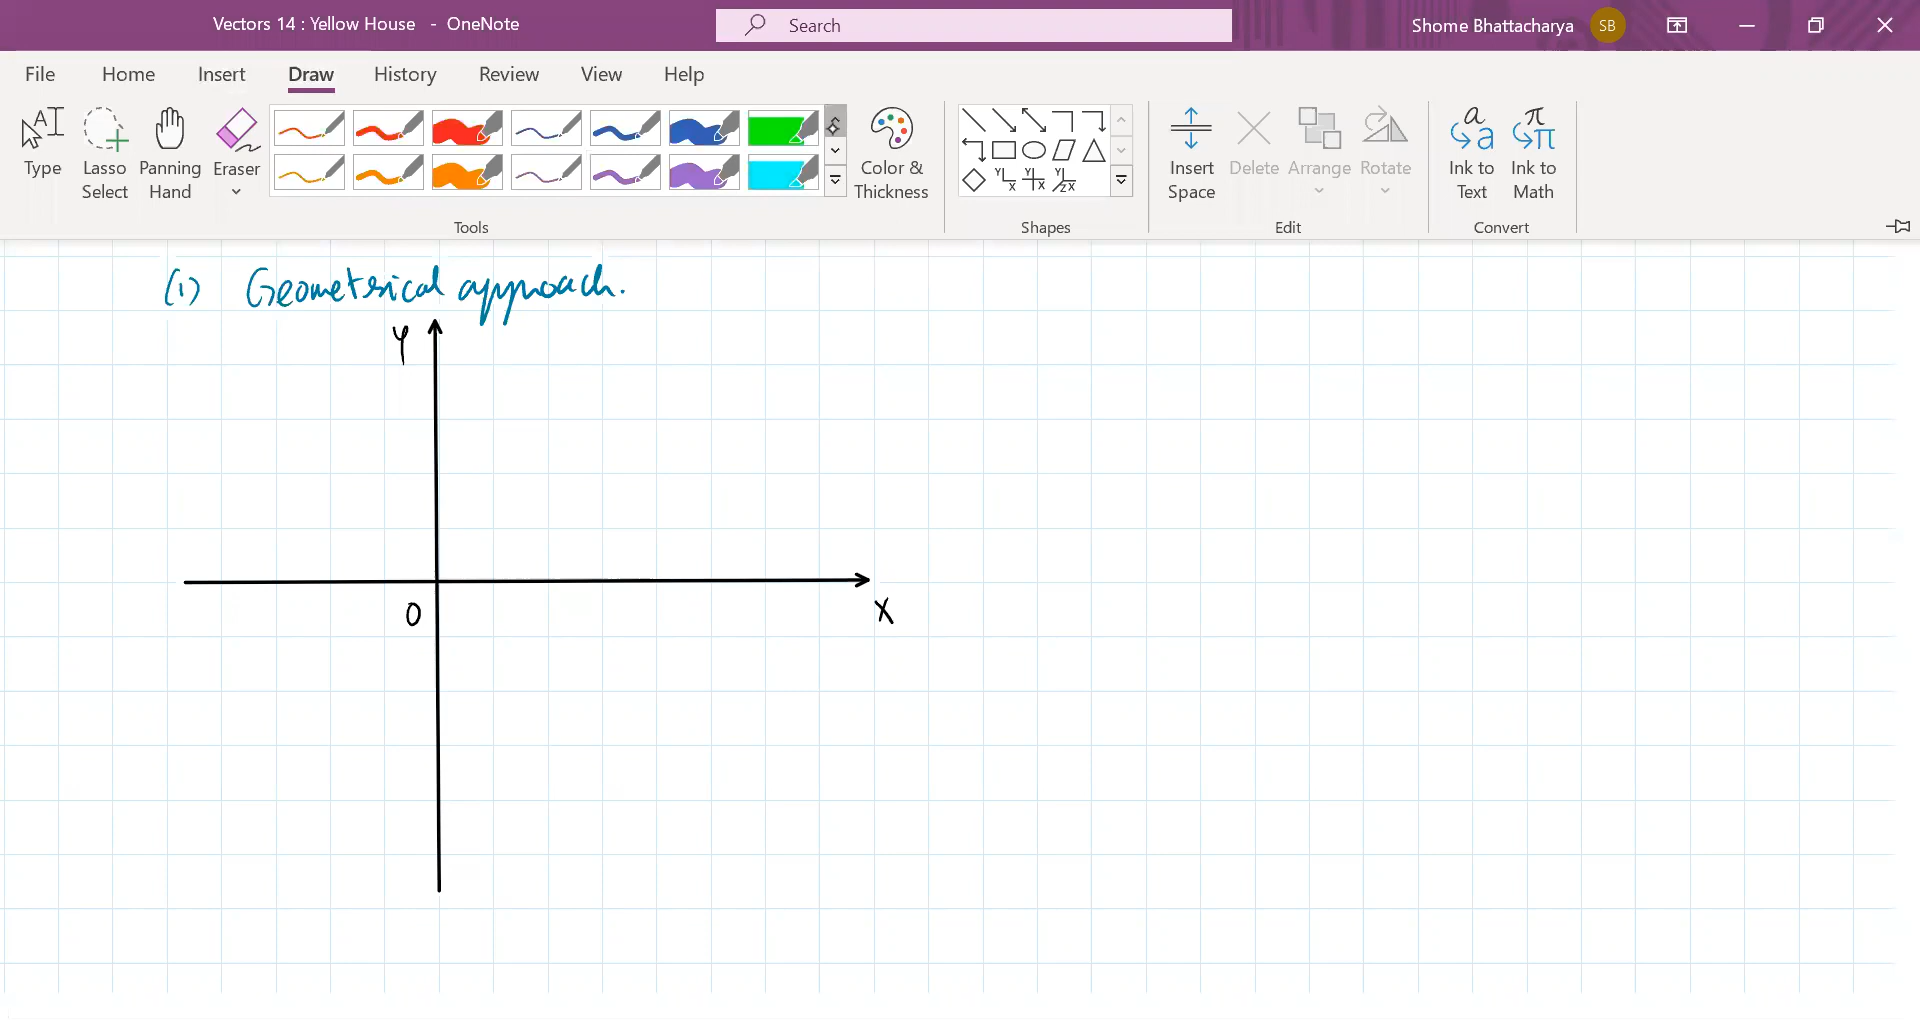 Vectors 14 : Yellow House - OneNote
Search
Shome Bhattacharya SB
File Home Insert Draw History Review View Help
Type
Lasso Select
Panning Hand
Eraser
Color & Thickness
Insert Space
Delete
Arrange
Rotate
Ink to Text
Ink to Math
Tools
Shapes
Edit
Convert
(1) Geometrical approach.
Y
O
X